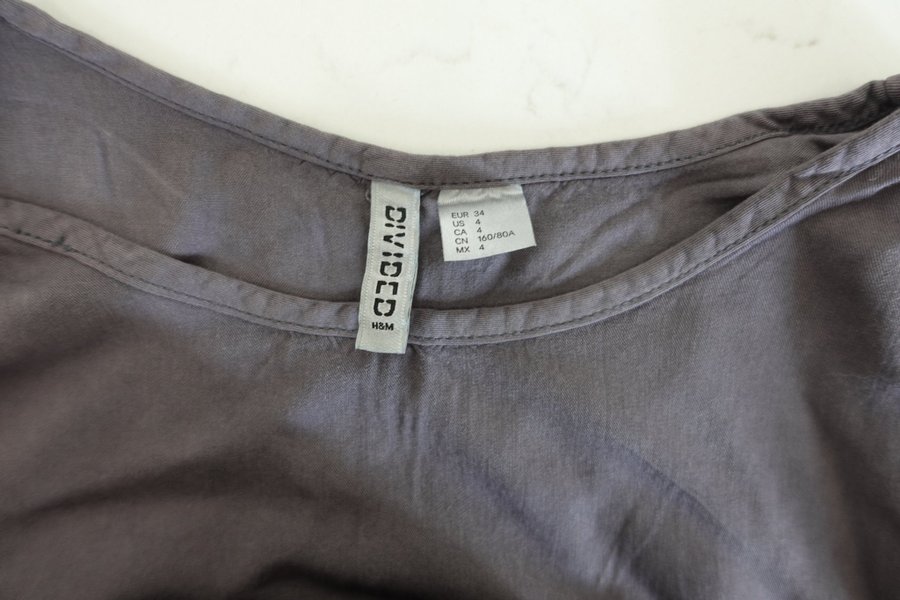 DIVIDED
H&M
EUR 34
US 4
CA 4
CN 160/80A
MX 4